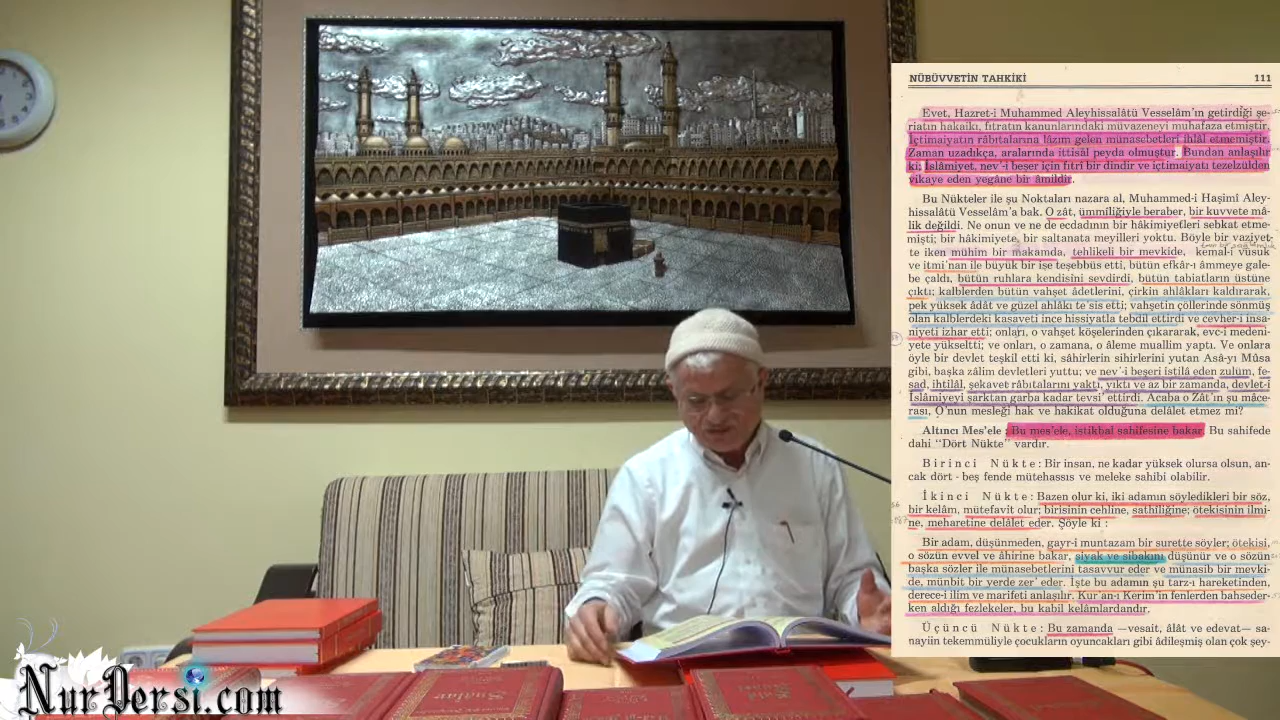 NÜBÜVVETİN TAHKİKİ 111
Evet, Hazret-i Muhammed Aleyhissalâtü Vesselâm'ın getirdiği şe-
riatın hakaikı, fıtratın kanunlarındaki müvazeneyi muhafaza etmiştir.
İçtimaiyatın râbıtalarına lâzım gelen münasebetleri ihlâl etmemiştir.
Zaman uzadıkça, aralarında ittisâl peyda olmuştur. Bundan anlaşılır
ki; İslâmiyet, nev'-i beşer için fıtrî bir dindir ve içtimaiyatı tezelzülden
vikaye eden yegâne bir âmildir.
Bu Nükteler ile şu Noktaları nazara al, Muhammed-i Haşimî Aley-
hissalâtü Vesselâm'a bak. O zât, ümmîliğiyle beraber, bir kuvvete mâ-
lik değildi. Ne onun ve ne de ecdadının bir hâkimiyetleri sebkat etme-
mişti; bir hâkimiyete, bir saltanata meyilleri yoktu. Böyle bir vaziyet-
te iken mühim bir makamda, tehlikeli bir mevkide, kemal-i vüsuk
ve itmi'nan ile büyük bir işe teşebbüs etti, bütün efkâr-ı âmmeye gale-
be çaldı, bütün ruhlara kendisini sevdirdi, bütün tabiatların üstüne
çıktı; kalblerden bütün vahşet âdetlerini, çirkin ahlâkları kaldırarak,
pek yüksek âdât ve güzel ahlâkı te'sis etti; vahşetin çöllerinde sönmüş
olan kalblerdeki kasaveti ince hissiyatla tebdil ettirdi ve cevher-i insa-
niyeti izhar etti; onları, o vahşet köşelerinden çıkararak, evc-i medeni-
yete yükseltti; ve onları, o zamana, o âleme muallim yaptı. Ve onlara
öyle bir devlet teşkil etti ki, sâhirlerin sihirlerini yutan Asâ-yı Mûsa
gibi, başka zâlim devletleri yuttu; ve nev'-i beşeri istilâ eden zulüm, fe-
sad, ihtilâl, şekavet râbıtalarını yaktı, yıktı ve az bir zamanda, devlet-i
İslâmiyeyi şarktan garba kadar tevsi' ettirdi. Acaba o Zât'ın şu mâce-
rası, O'nun mesleği hak ve hakikat olduğuna delâlet etmez mi?
Altıncı Mes'ele : Bu mes'ele, istikbal sahifesine bakar. Bu sahifede
dahi "Dört Nükte" vardır.
Birinci Nükte: Bir insan, ne kadar yüksek olursa olsun, an-
cak dört - beş fende mütehassıs ve meleke sahibi olabilir.
İkinci Nükte: Bazen olur ki, iki adamın söyledikleri bir söz,
bir kelâm, mütefavit olur; birisinin cehline, sathîliğine; ötekisinin ilmi-
ne, meharetine delâlet eder. Şöyle ki :
Bir adam, düşünmeden, gayr-i muntazam bir surette söyler; ötekisi,
o sözün evvel ve âhirine bakar, siyak ve sibakını düşünür ve o sözün
başka sözler ile münasebetlerini tasavvur eder ve münasib bir mevki-
de, münbit bir yerde zer' eder. İşte bu adamın şu tarz-ı hareketinden,
derece-i ilim ve marifeti anlaşılır. Kur'an-ı Kerim'in fenlerden bahseder-
ken aldığı fezlekeler, bu kabil kelâmlardandır.
Üçüncü Nükte: Bu zamanda —vesait, âlât ve edevat— sa-
nayiin tekemmülüyle çocukların oyuncakları gibi âdileşmiş olan çok şey-
NurDersi.com